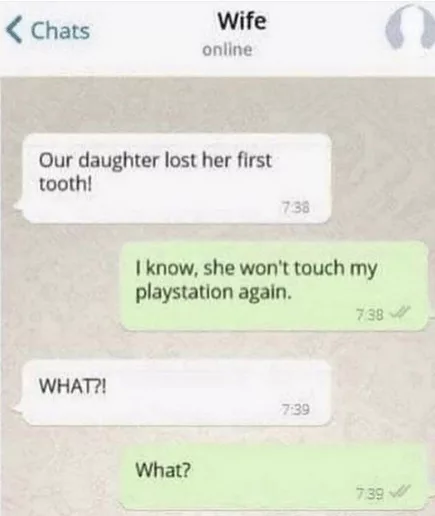 Chats
Wife
online
Our daughter lost her first
tooth!
7:38
I know, she won't touch my
playstation again.
7:38
WHAT?!
7:39
What?
7:39